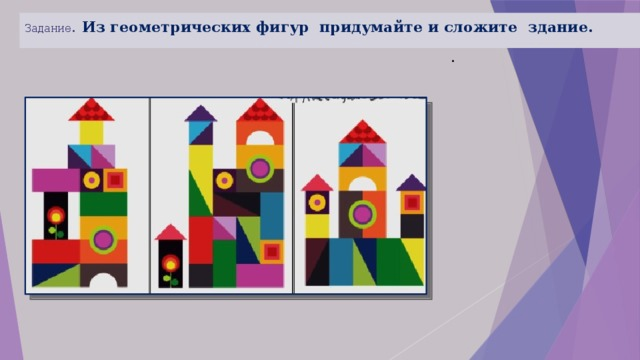 Задание. Из геометрических фигур придумайте и сложите здание.
.